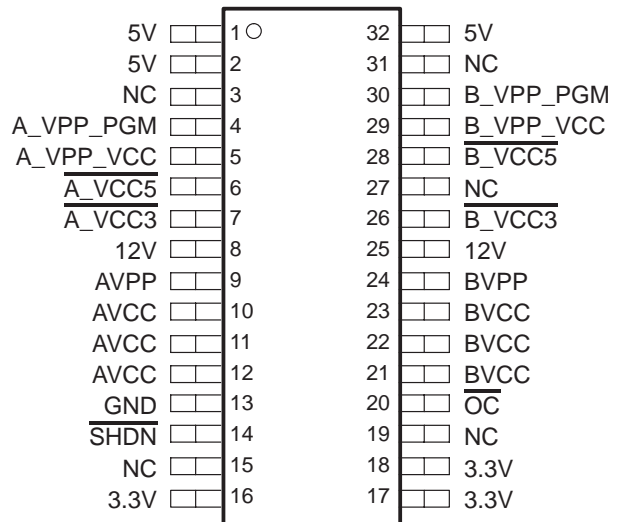 5V 1 32 5V
5V 2 31 NC
NC 3 30 B_VPP_PGM
A_VPP_PGM 4 29 B_VPP_VCC
A_VPP_VCC 5 28 B_VCC5
A_VCC5 6 27 NC
A_VCC3 7 26 B_VCC3
12V 8 25 12V
AVPP 9 24 BVPP
AVCC 10 23 BVCC
AVCC 11 22 BVCC
AVCC 12 21 BVCC
GND 13 20 OC
SHDN 14 19 NC
NC 15 18 3.3V
3.3V 16 17 3.3V